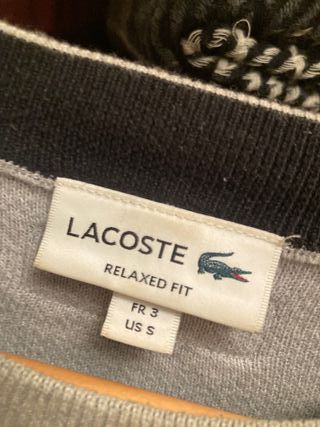 LACOSTE
RELAXED FIT
FR 3
US S